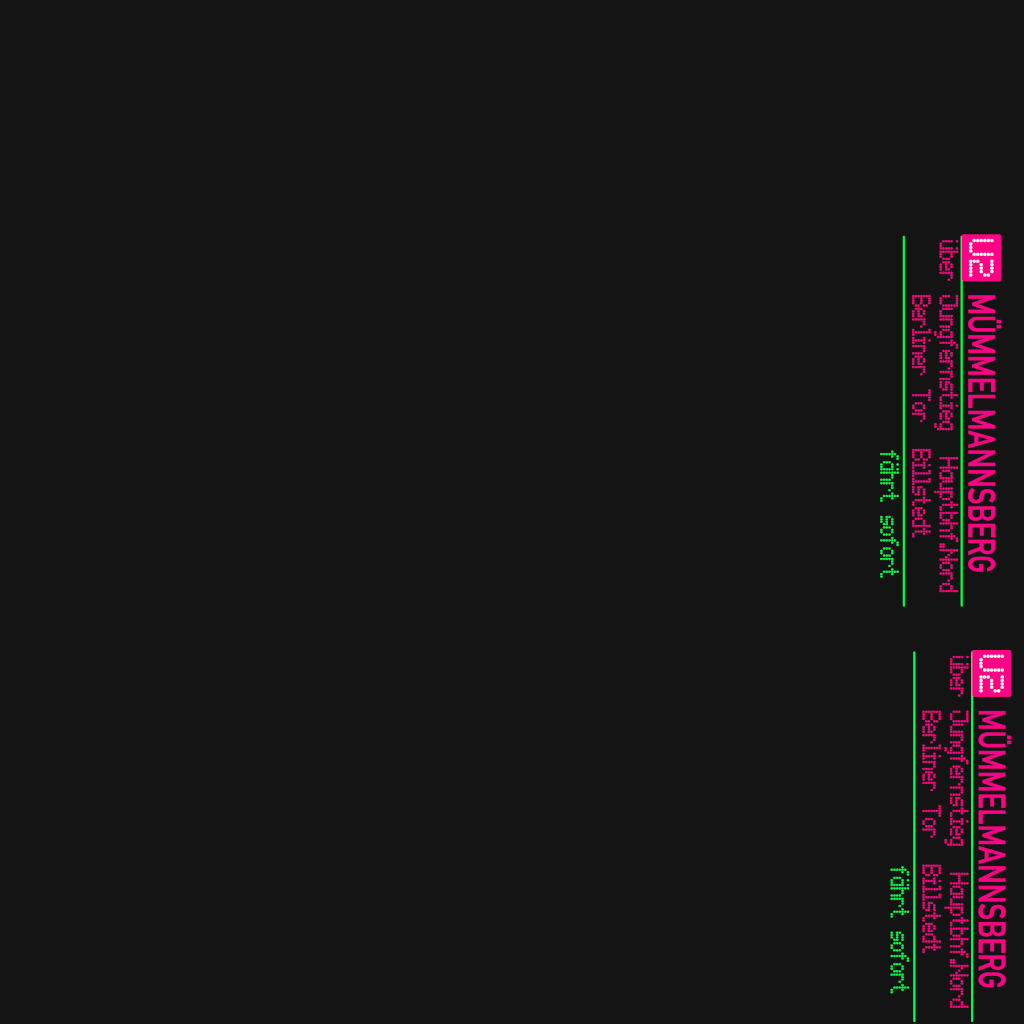 U2
MÜMMELMANNSBERG
über Jungfernstieg Hauptbhf.Nord
Berliner Tor Billstedt
fährt sofort
U2
MÜMMELMANNSBERG
über Jungfernstieg Hauptbhf.Nord
Berliner Tor Billstedt
fährt sofort